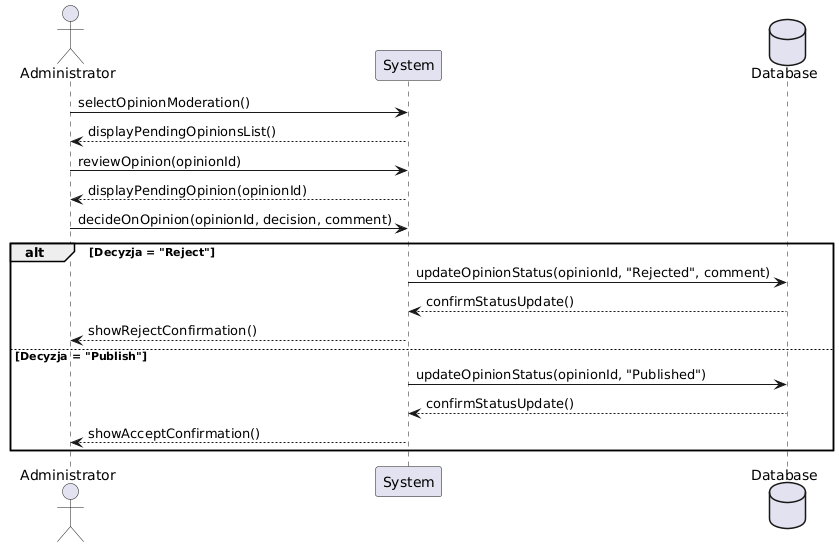 Administrator
System
Database
selectOpinionModeration()
displayPendingOpinionsList()
reviewOpinion(opinionId)
displayPendingOpinion(opinionId)
decideOnOpinion(opinionId, decision, comment)
alt [Decyzja = "Reject"]
updateOpinionStatus(opinionId, "Rejected", comment)
confirmStatusUpdate()
showRejectConfirmation()
[Decyzja = "Publish"]
updateOpinionStatus(opinionId, "Published")
confirmStatusUpdate()
showAcceptConfirmation()
Administrator
System
Database